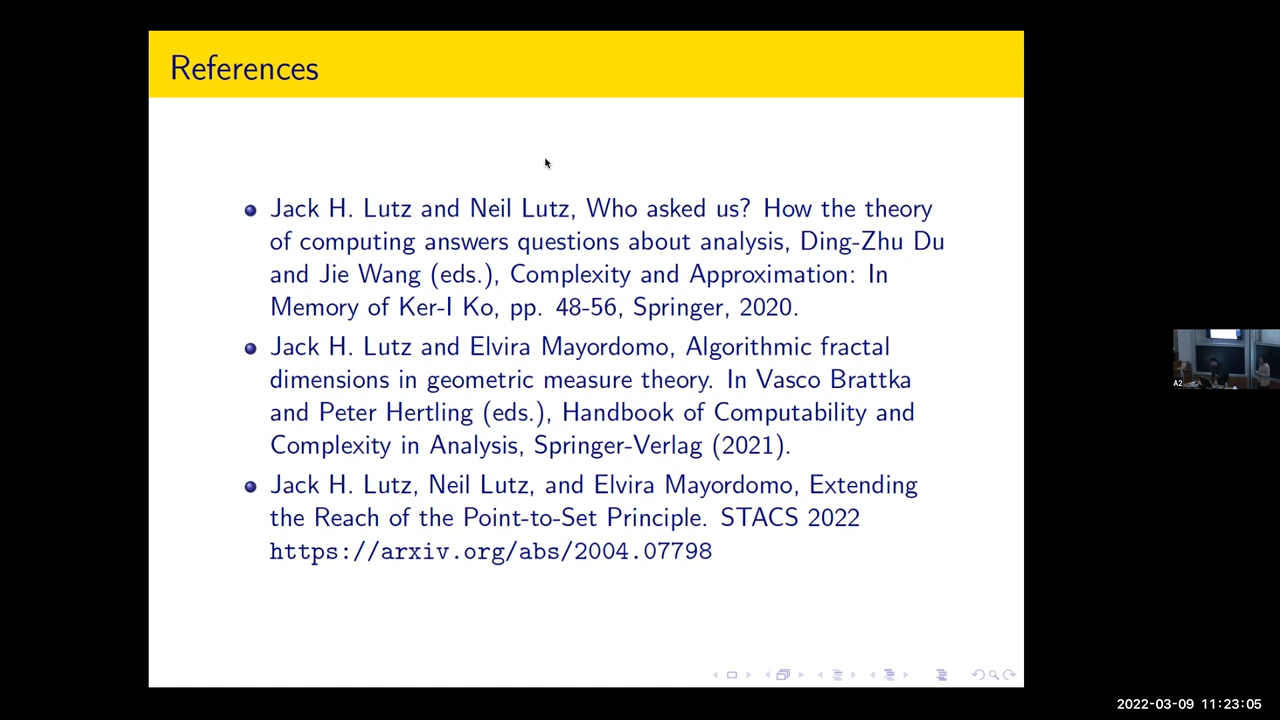 References
Jack H. Lutz and Neil Lutz, Who asked us? How the theory
of computing answers questions about analysis, Ding-Zhu Du
and Jie Wang (eds.), Complexity and Approximation: In
Memory of Ker-I Ko, pp. 48-56, Springer, 2020.
Jack H. Lutz and Elvira Mayordomo, Algorithmic fractal
dimensions in geometric measure theory. In Vasco Brattka
and Peter Hertling (eds.), Handbook of Computability and
Complexity in Analysis, Springer-Verlag (2021).
Jack H. Lutz, Neil Lutz, and Elvira Mayordomo, Extending
the Reach of the Point-to-Set Principle. STACS 2022
https://arxiv.org/abs/2004.07798
A2
2022-03-09 11:23:05